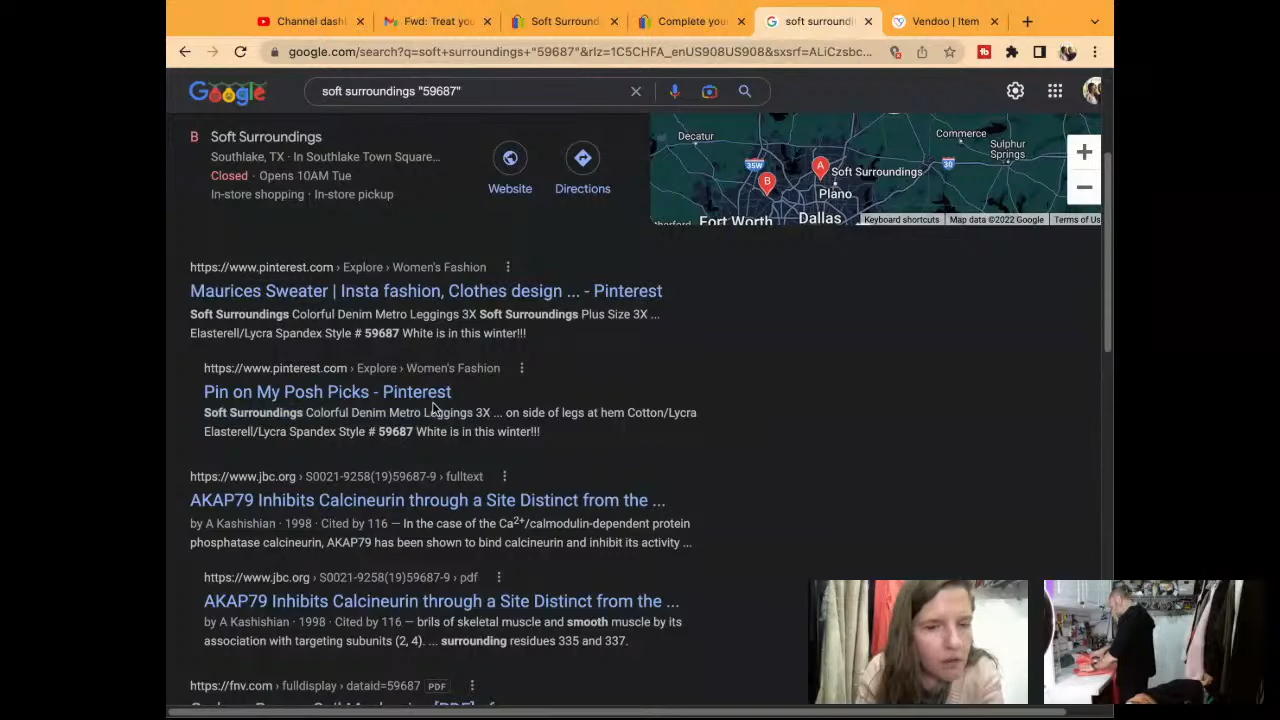 Channel dash
Fwd: Treat you
Soft Surround
Complete you
soft surroundi
Vendoo | Item
google.com/search?q=soft+surroundings+"59687"&rlz=1C5CHFA_enUS908US908&sxsrf=ALiCzsbc...
Google
soft surroundings "59687"
B Soft Surroundings
Southlake, TX · In Southlake Town Square...
Closed · Opens 10AM Tue
In-store shopping · In-store pickup
Website
Directions
Decatur
Commerce
Sulphur
Springs
35W
30
A
B
Soft Surroundings
Plano
Fort Worth
Dallas
Keyboard shortcuts
Map data ©2022 Google
Terms of Us
https://www.pinterest.com › Explore › Women's Fashion
Maurices Sweater | Insta fashion, Clothes design ... - Pinterest
Soft Surroundings Colorful Denim Metro Leggings 3X Soft Surroundings Plus Size 3X ...
Elasterell/Lycra Spandex Style # 59687 White is in this winter!!!
https://www.pinterest.com › Explore › Women's Fashion
Pin on My Posh Picks - Pinterest
Soft Surroundings Colorful Denim Metro Leggings 3X ... on side of legs at hem Cotton/Lycra
Elasterell/Lycra Spandex Style # 59687 White is in this winter!!!
https://www.jbc.org › S0021-9258(19)59687-9 › fulltext
AKAP79 Inhibits Calcineurin through a Site Distinct from the ...
by A Kashishian · 1998 · Cited by 116 — In the case of the Ca2+/calmodulin-dependent protein
phosphatase calcineurin, AKAP79 has been shown to bind calcineurin and inhibit its activity ...
https://www.jbc.org › S0021-9258(19)59687-9 › pdf
AKAP79 Inhibits Calcineurin through a Site Distinct from the ...
by A Kashishian · 1998 · Cited by 116 — brils of skeletal muscle and smooth muscle by its
association with targeting subunits (2, 4). ... surrounding residues 335 and 337.
https://fnv.com › fulldisplay › dataid=59687 PDF